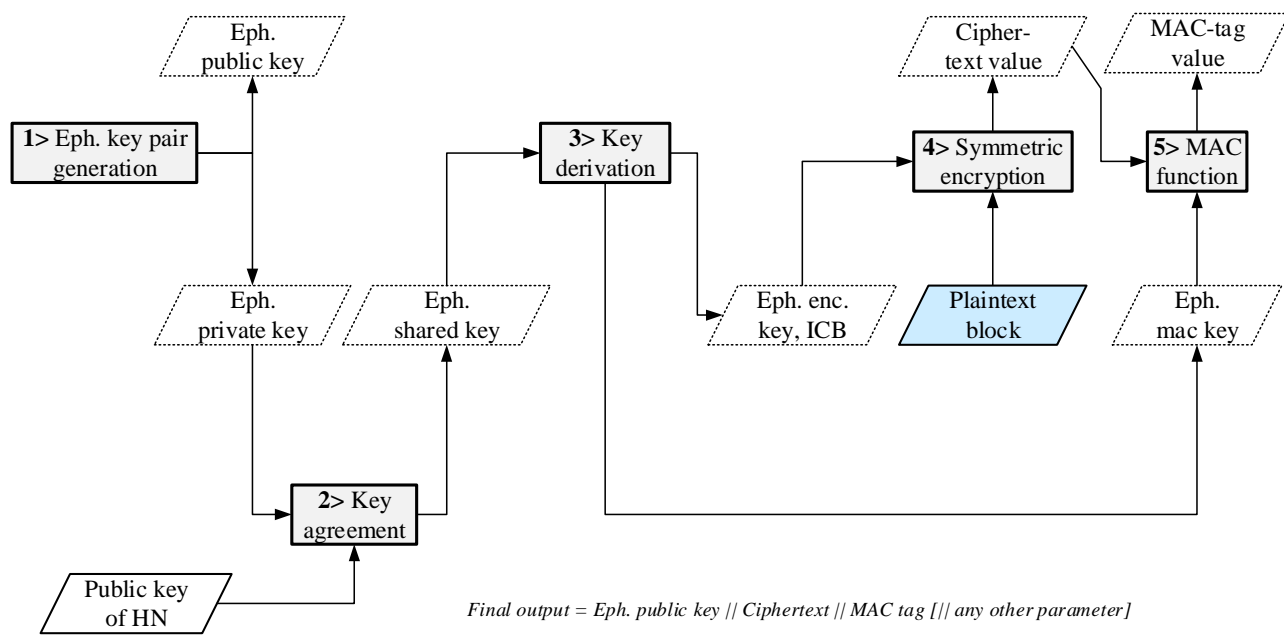 Eph.
public key
Cipher-
text value
MAC-tag
value
1> Eph. key pair
generation
3> Key
derivation
4> Symmetric
encryption
5> MAC
function
Eph.
private key
Eph.
shared key
Eph. enc.
key, ICB
Plaintext
block
Eph.
mac key
2> Key
agreement
Public key
of HN
Final output = Eph. public key || Ciphertext || MAC tag [|| any other parameter]